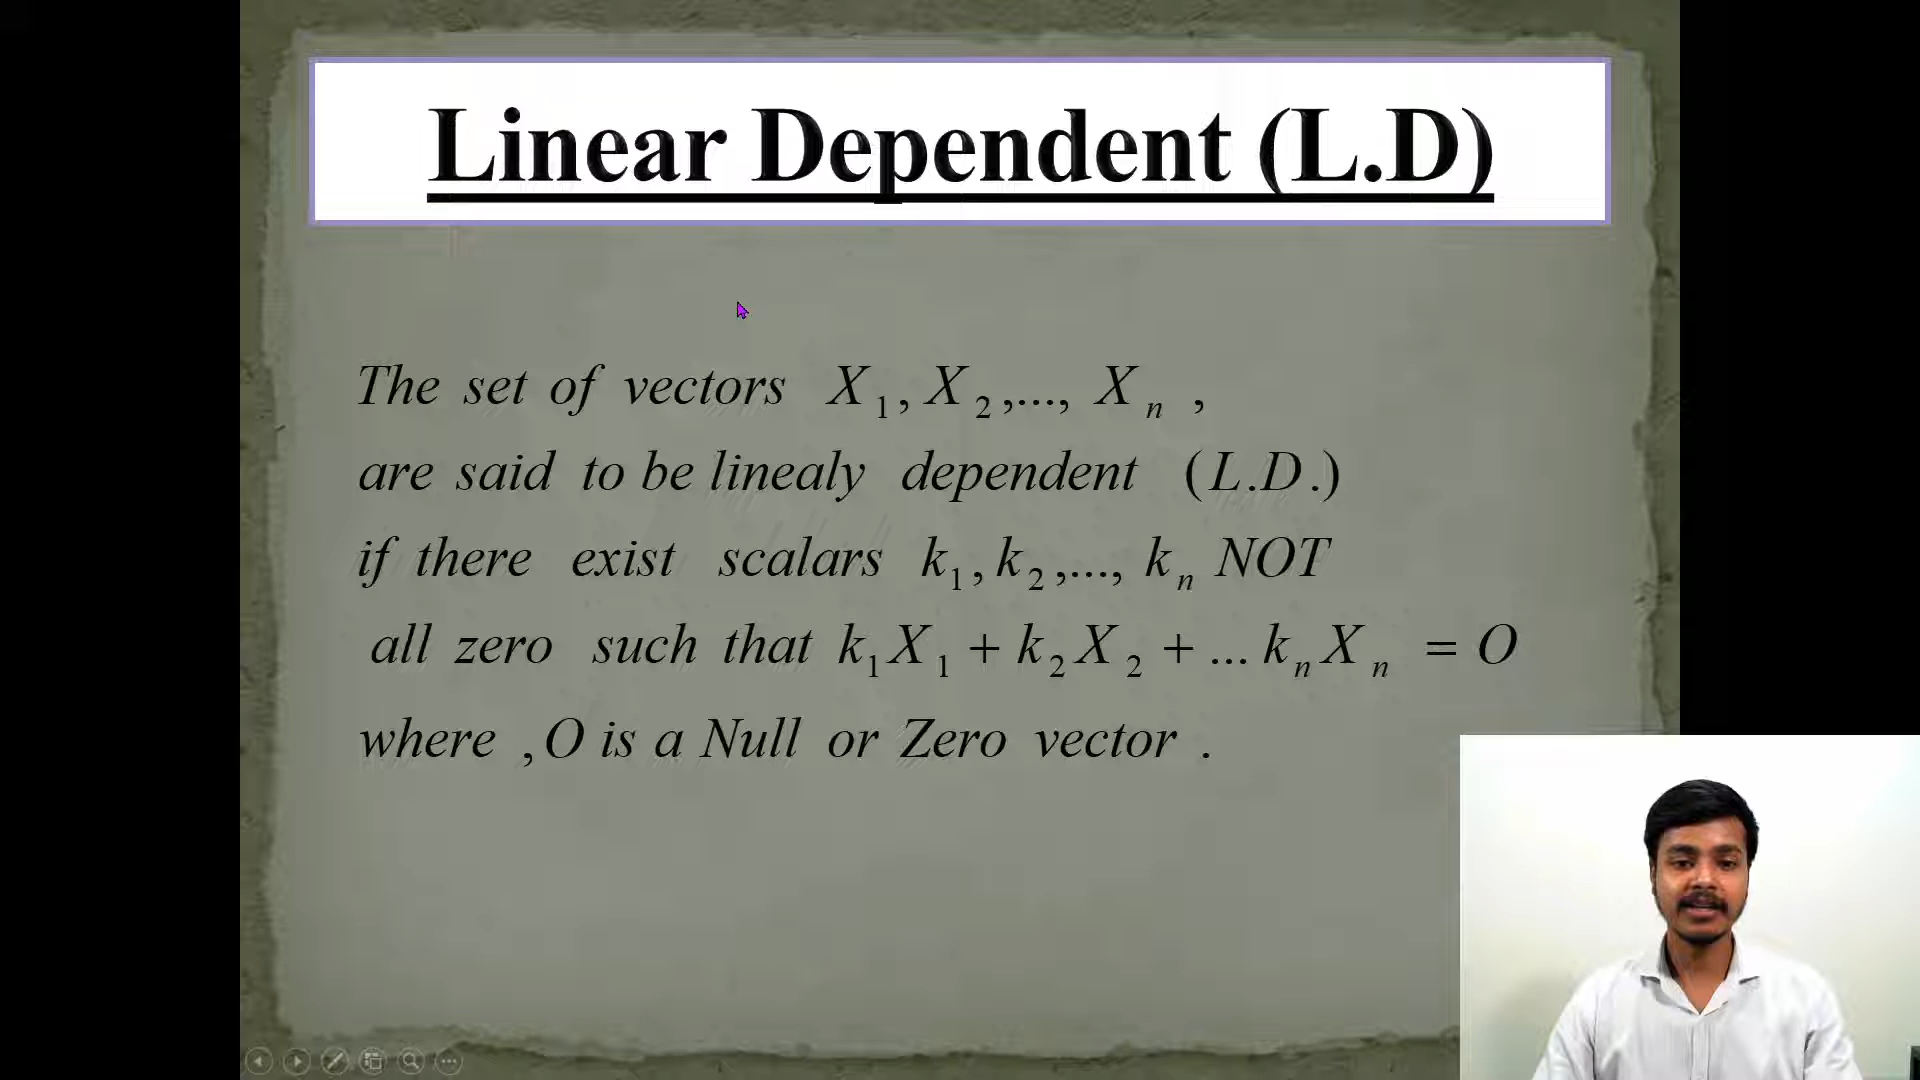 Linear Dependent (L.D)
The set of vectors X₁, X₂,..., Xₙ ,
are said to be linealy dependent (L.D.)
if there exist scalars k₁, k₂,..., kₙ NOT
all zero such that k₁X₁ + k₂X₂ + ... kₙXₙ = O
where ,O is a Null or Zero vector .